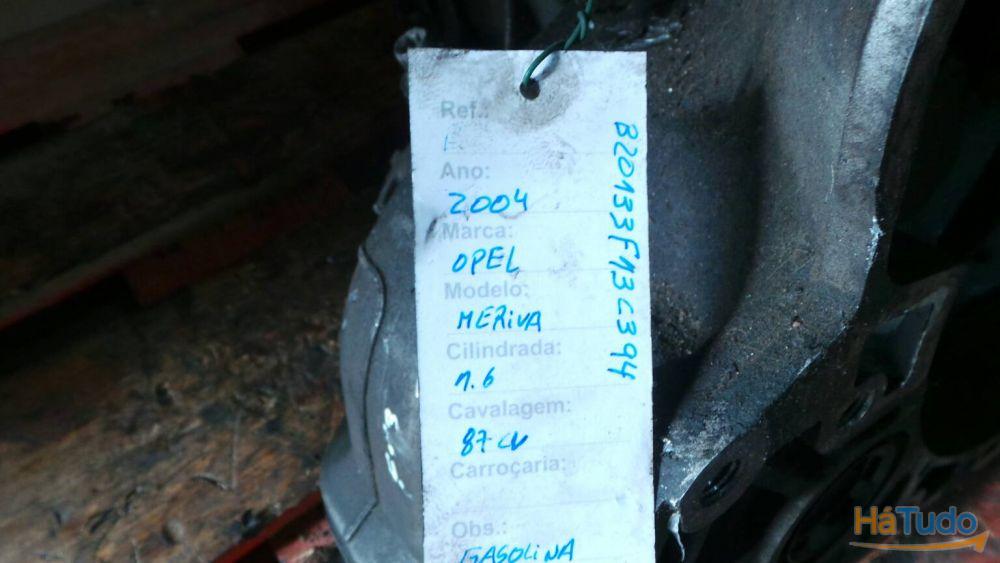 Ref.:
Ano:
2004
Marca:
OPEL
Modelo:
MERiVA
Cilindrada:
1.6
Cavalagem:
87 CV
Carroçaria:
Obs.:
GASOLINA
B20133F13C394
HáTudo